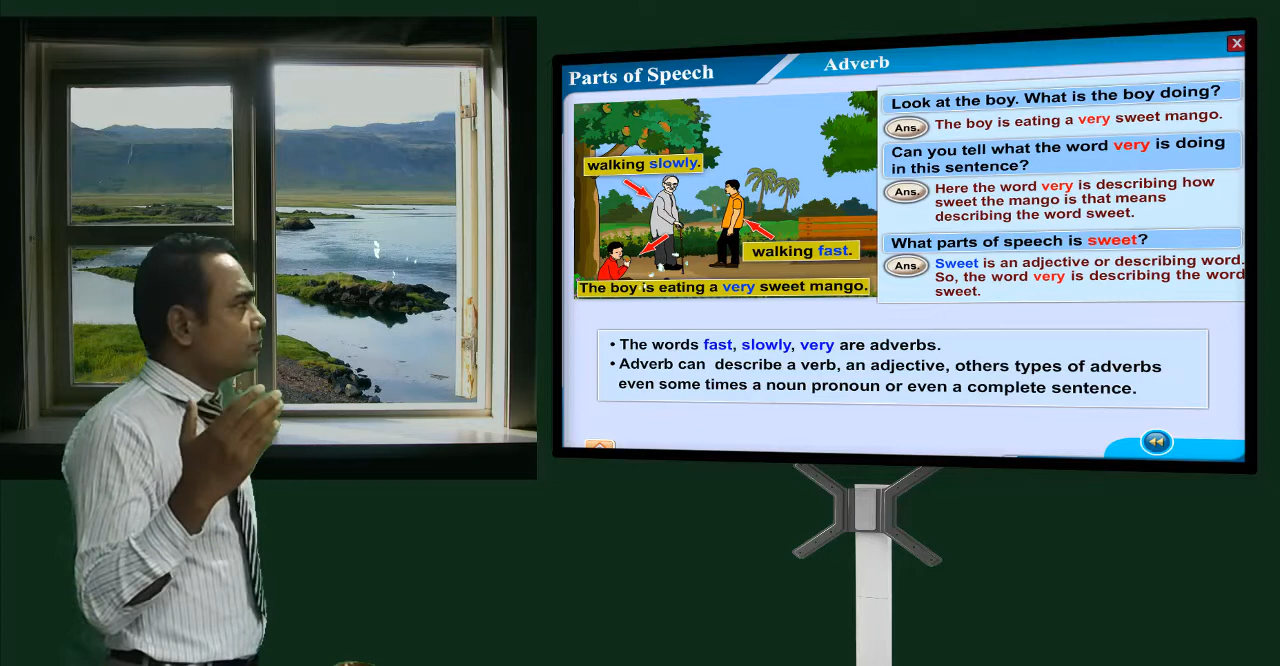 Parts of Speech
Adverb
X
walking slowly.
walking fast.
The boy is eating a very sweet mango.
Look at the boy. What is the boy doing?
Ans.
The boy is eating a very sweet mango.
Can you tell what the word very is doing
in this sentence?
Ans.
Here the word very is describing how
sweet the mango is that means
describing the word sweet.
What parts of speech is sweet?
Ans.
Sweet is an adjective or describing word.
So, the word very is describing the word
sweet.
• The words fast, slowly, very are adverbs.
• Adverb can describe a verb, an adjective, others types of adverbs
even some times a noun pronoun or even a complete sentence.